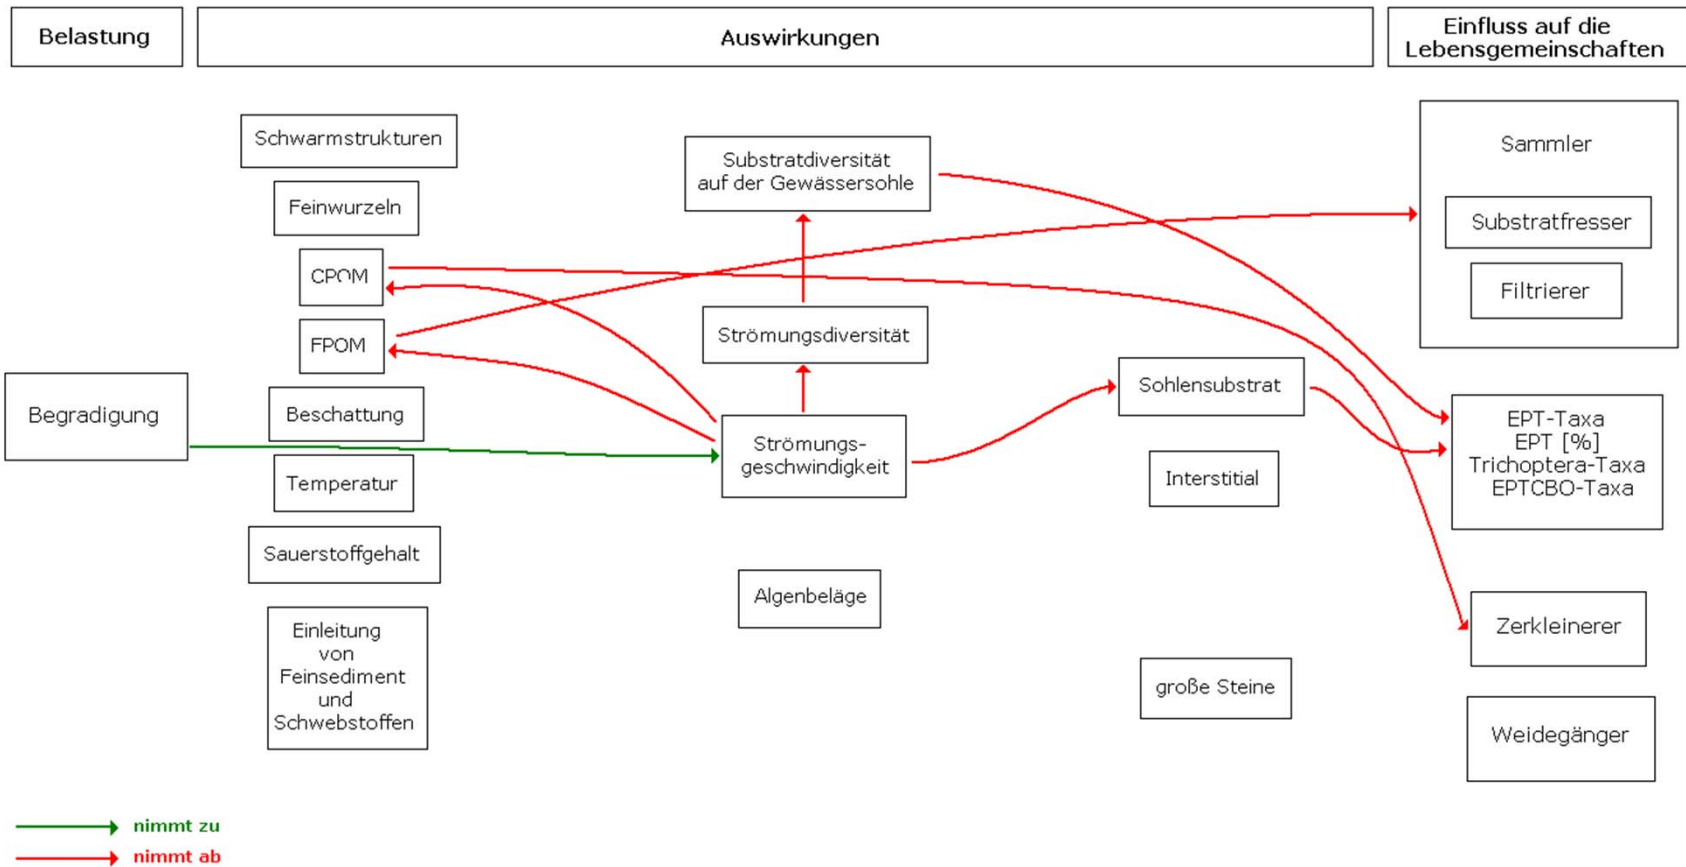 Belastung
Auswirkungen
Einfluss auf die
Lebensgemeinschaften
Schwarmstrukturen
Feinwurzeln
CPOM
FPOM
Begradigung
Beschattung
Temperatur
Sauerstoffgehalt
Einleitung
von
Feinsediment
und
Schwebstoffen
Substratdiversität
auf der Gewässersohle
Strömungsdiversität
Strömungs-
geschwindigkeit
Algenbeläge
Sohlensubstrat
Interstitial
große Steine
Sammler
Substratfresser
Filtrierer
EPT-Taxa
EPT [%]
Trichoptera-Taxa
EPTCBO-Taxa
Zerkleinerer
Weidegänger
nimmt zu
nimmt ab